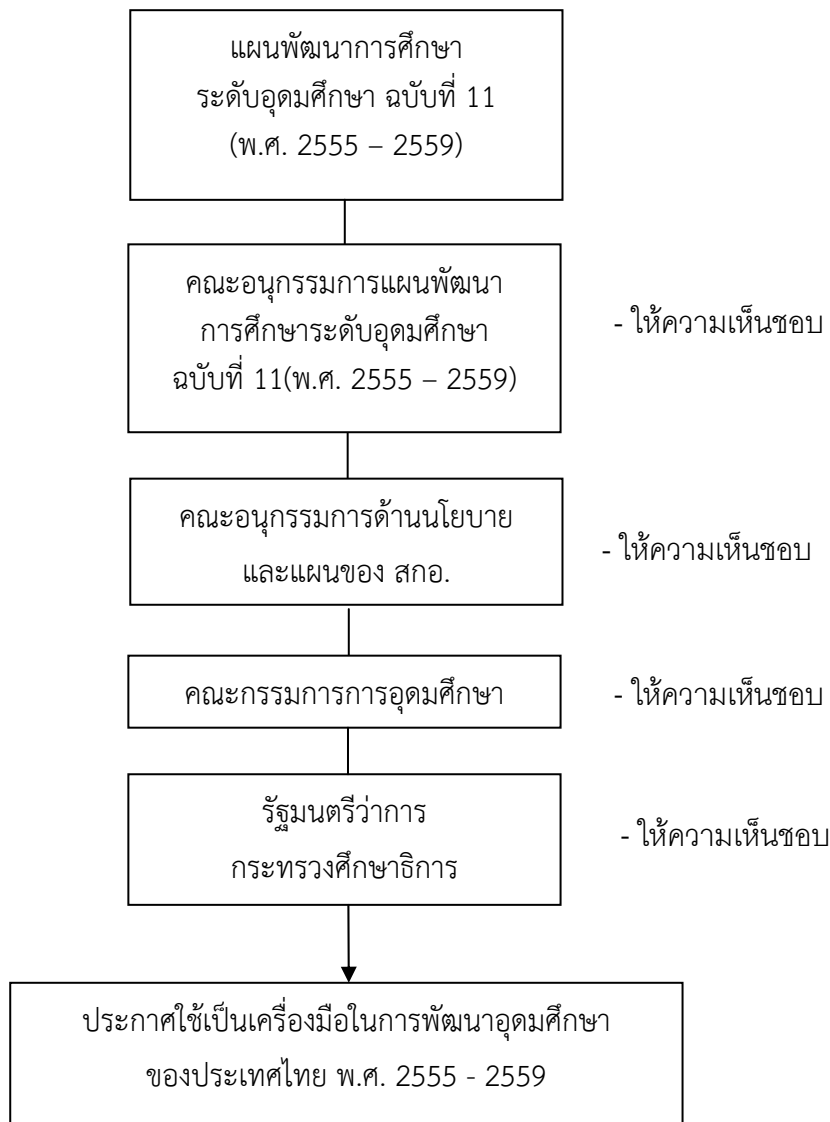 แผนพัฒนาการศึกษา
ระดับอุดมศึกษา ฉบับที่ 11
(พ.ศ. 2555 – 2559)
คณะอนุกรรมการแผนพัฒนา
การศึกษาระดับอุดมศึกษา
ฉบับที่ 11(พ.ศ. 2555 – 2559)
- ให้ความเห็นชอบ
คณะอนุกรรมการด้านนโยบาย
และแผนของ สกอ.
- ให้ความเห็นชอบ
คณะกรรมการการอุดมศึกษา
- ให้ความเห็นชอบ
รัฐมนตรีว่าการ
กระทรวงศึกษาธิการ
- ให้ความเห็นชอบ
ประกาศใช้เป็นเครื่องมือในการพัฒนาอุดมศึกษา
ของประเทศไทย พ.ศ. 2555 - 2559